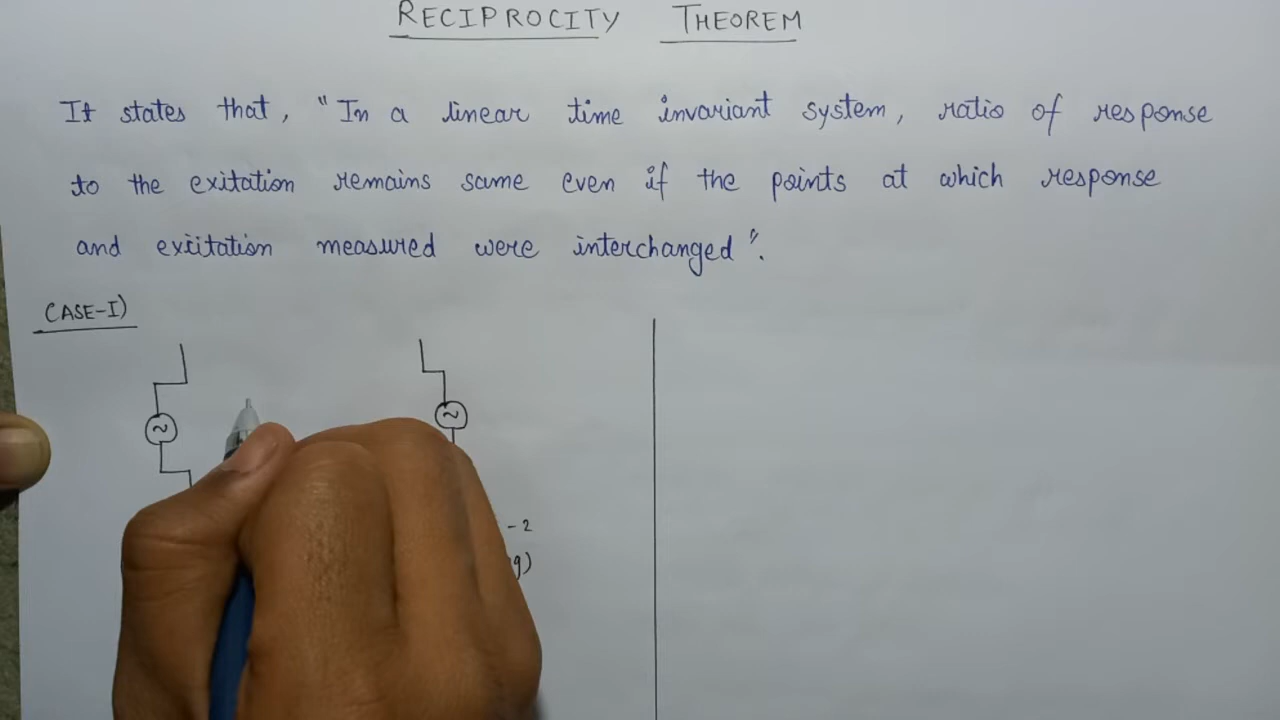 RECIPROCITY THEOREM
It states that, "In a linear time invariant system, ratio of response
to the exitation remains same even if the points at which response
and exitation measured were interchanged".
CASE-I)
- 2